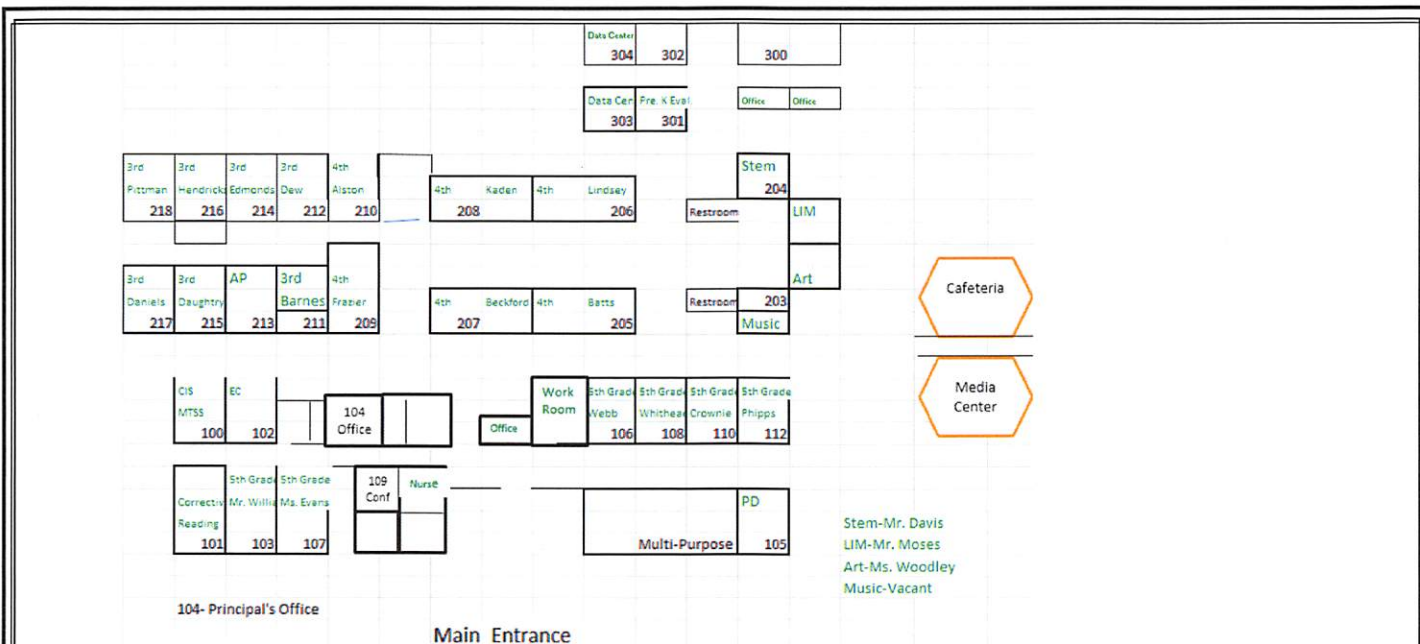 Data Center
304 302 300
Data Cen Pre. K Eval Office Office
303 301
3rd 3rd 3rd 3rd 4th Stem
Pittman Hendricks Edmonds Dew Alston 4th Kaden 4th Lindsey 204
218 216 214 212 210 208 206 Restroom LIM
3rd 3rd AP 3rd 4th Art
Daniels Daughtry Barnes Frazier 4th Beckford 4th Batts Restroom 203
217 215 213 211 209 207 205 Music
Cafeteria
CIS EC Work 5th Grade 5th Grade 5th Grade 5th Grade
MTSS 104 Room Webb Whithead Crownie Phipps
100 102 Office Office 106 108 110 112
Media
Center
5th Grade 5th Grade 109 Nurse
Corrective Mr. Willia Ms. Evans Conf PD
Reading
101 103 107 Multi-Purpose 105
Stem-Mr. Davis
LIM-Mr. Moses
Art-Ms. Woodley
Music-Vacant
104- Principal's Office
Main Entrance